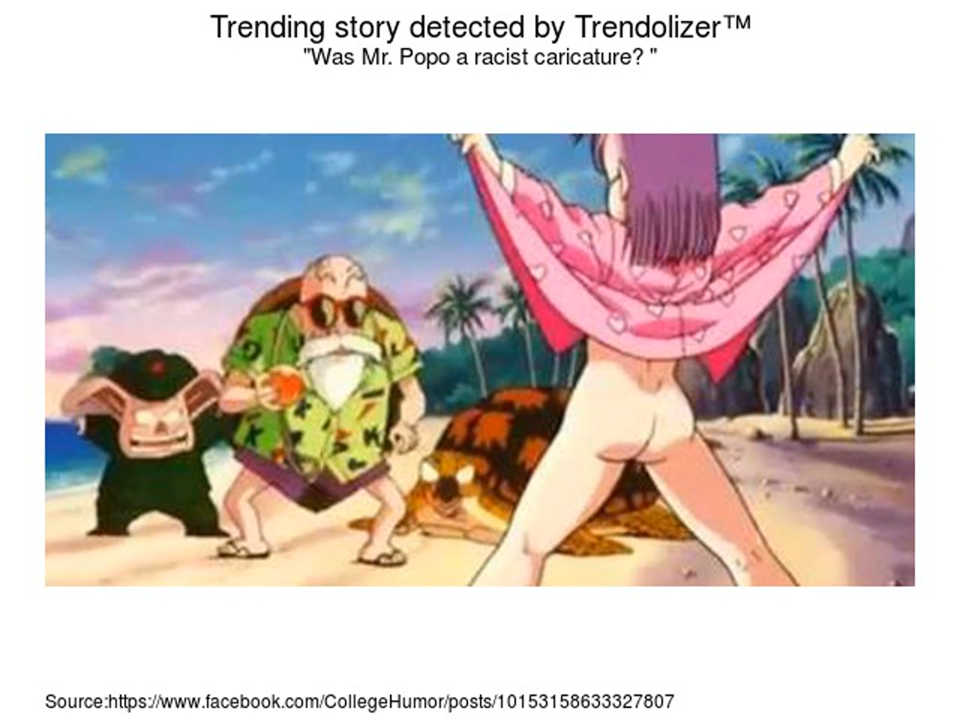 Trending story detected by Trendolizer™
"Was Mr. Popo a racist caricature? "
Source:https://www.facebook.com/CollegeHumor/posts/10153158633327807